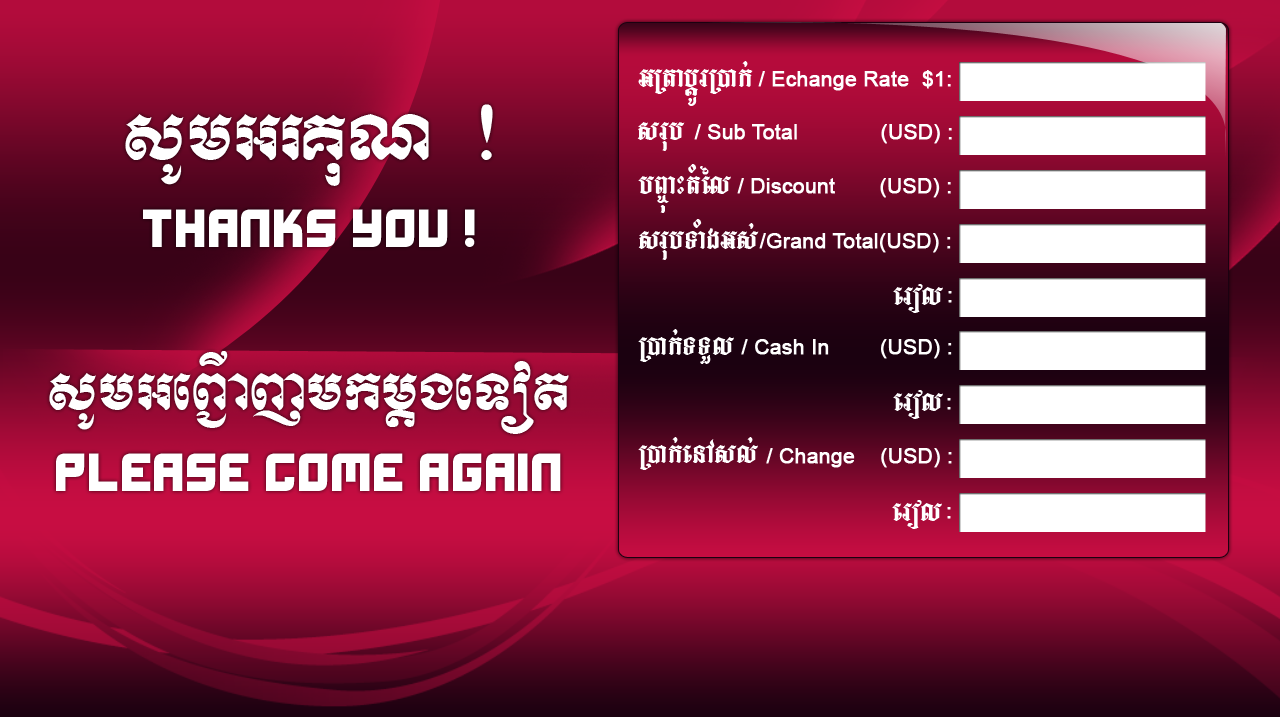 សូមអរគុណ !
THANKS YOU !
សូមអញ្ជើញមកម្ដងទៀត
PLEASE COME AGAIN
អត្រាប្ដូរប្រាក់ / Echange Rate $1:
សរុប / Sub Total (USD) :
បញ្ចុះតំលៃ / Discount (USD) :
សរុបទាំងអស់/Grand Total(USD) :
រៀល :
ប្រាក់ទទួល / Cash In (USD) :
រៀល :
ប្រាក់នៅសល់ / Change (USD) :
រៀល :